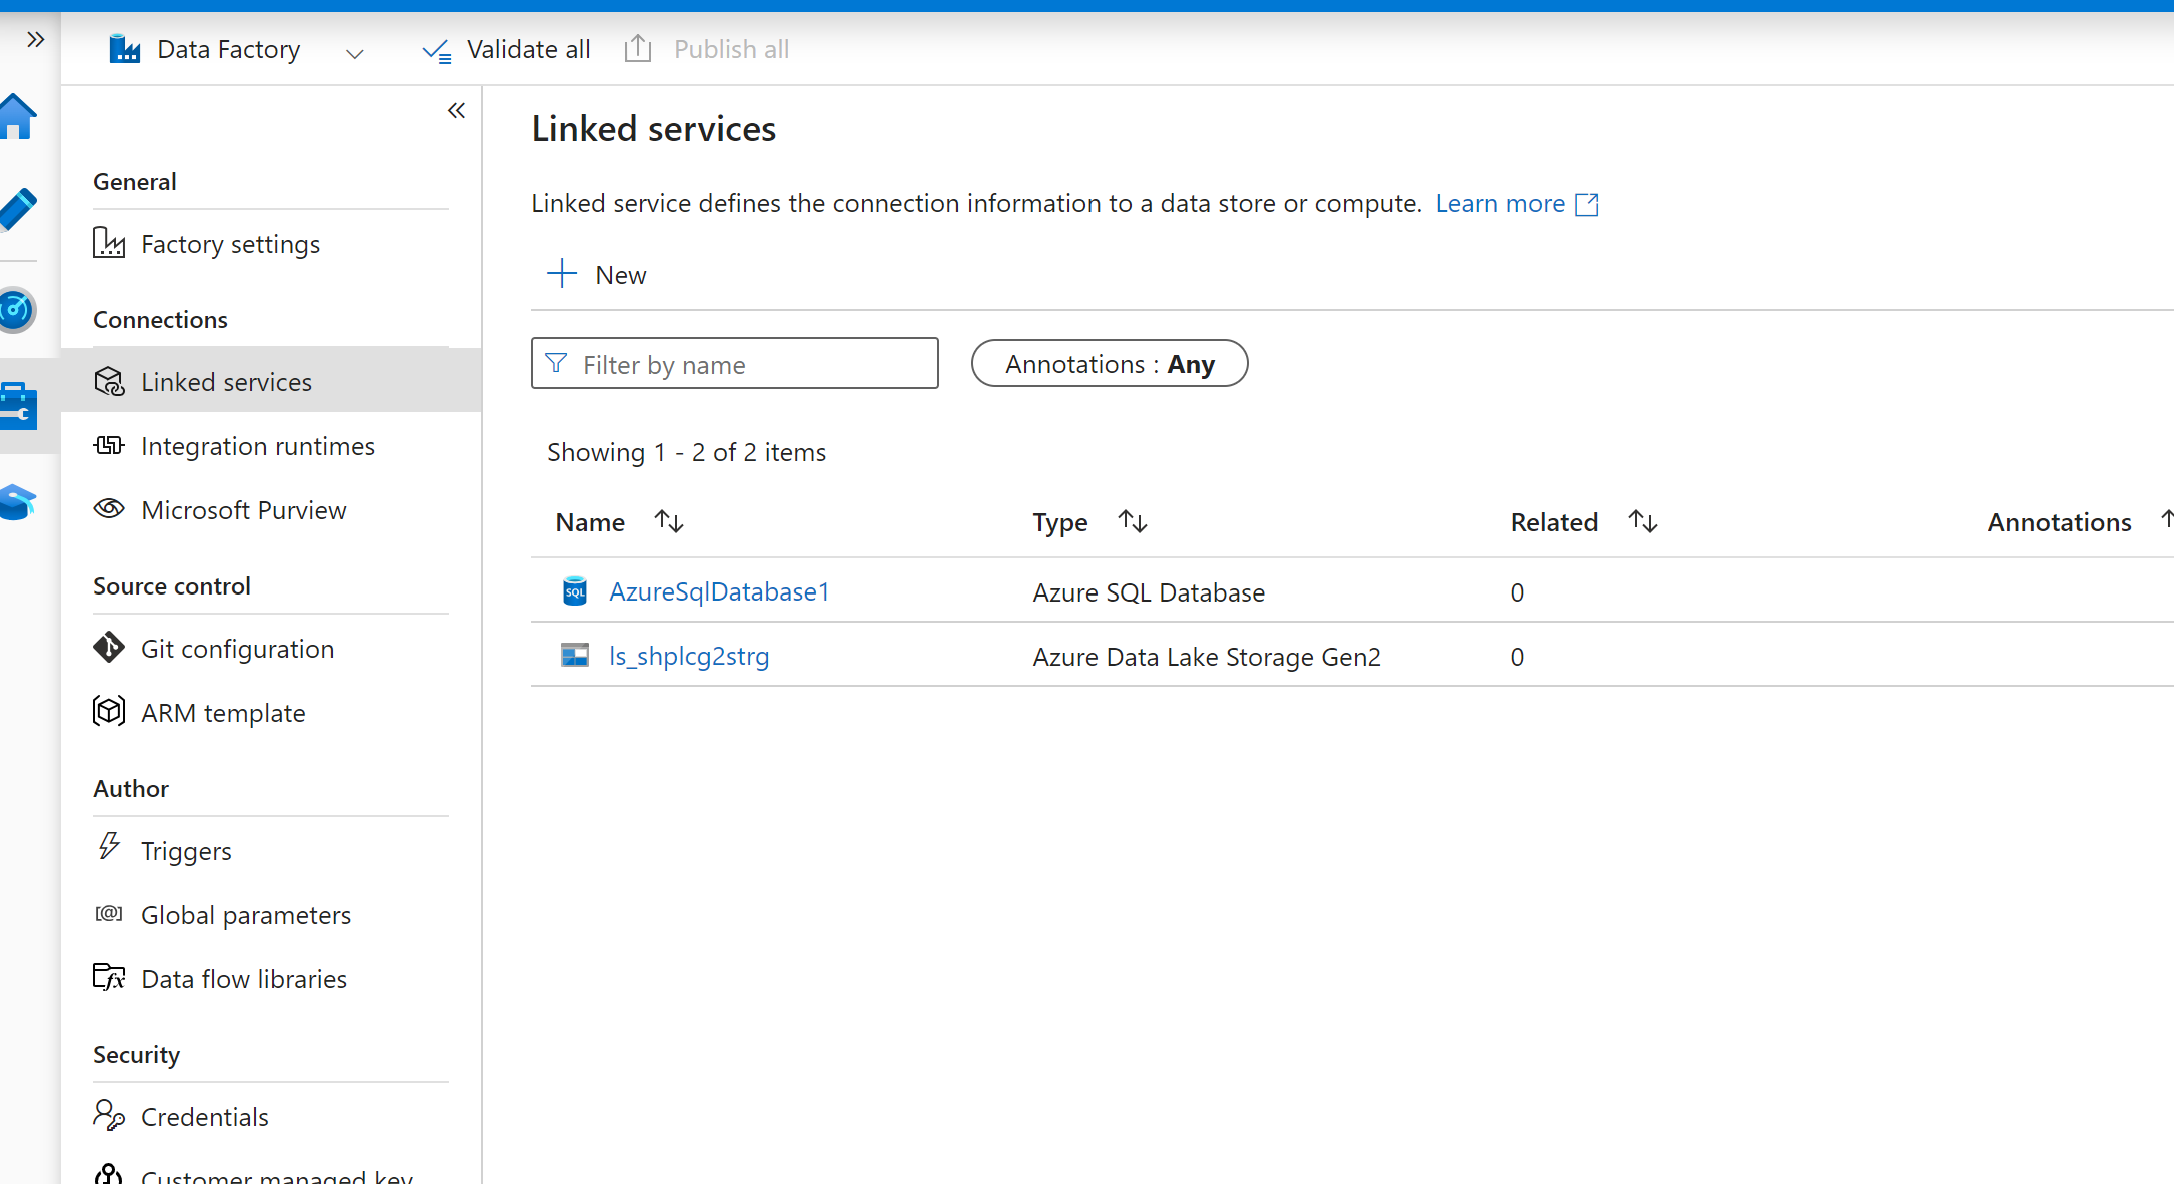 Data Factory
Validate all
Publish all
General
Factory settings
Connections
Linked services
Integration runtimes
Microsoft Purview
Source control
Git configuration
ARM template
Author
Triggers
Global parameters
Data flow libraries
Security
Credentials
Customer managed key
Linked services
Linked service defines the connection information to a data store or compute. Learn more
New
Filter by name
Annotations : Any
Showing 1 - 2 of 2 items
Name Type Related Annotations
SQL AzureSqlDatabase1 Azure SQL Database 0
ls_shplcg2strg Azure Data Lake Storage Gen2 0